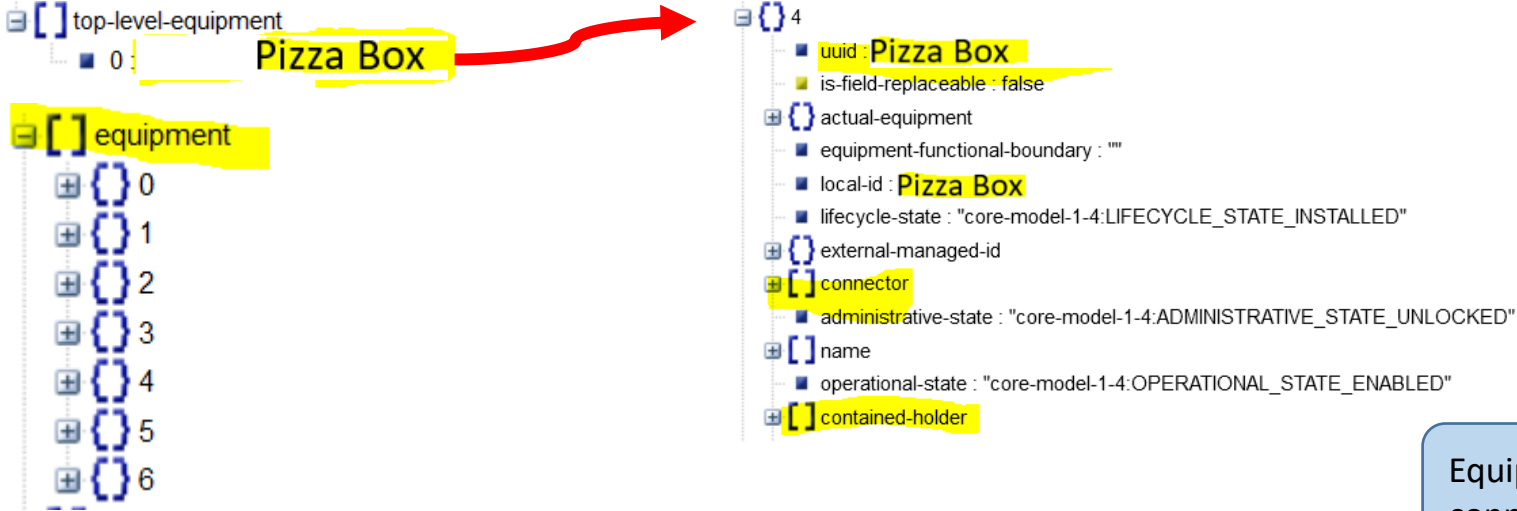 top-level-equipment
0 : Pizza Box
equipment
0
1
2
3
4
5
6
4
uuid : Pizza Box
is-field-replaceable : false
actual-equipment
equipment-functional-boundary : ""
local-id : Pizza Box
lifecycle-state : "core-model-1-4:LIFECYCLE_STATE_INSTALLED"
external-managed-id
connector
administrative-state : "core-model-1-4:ADMINISTRATIVE_STATE_UNLOCKED"
name
operational-state : "core-model-1-4:OPERATIONAL_STATE_ENABLED"
contained-holder